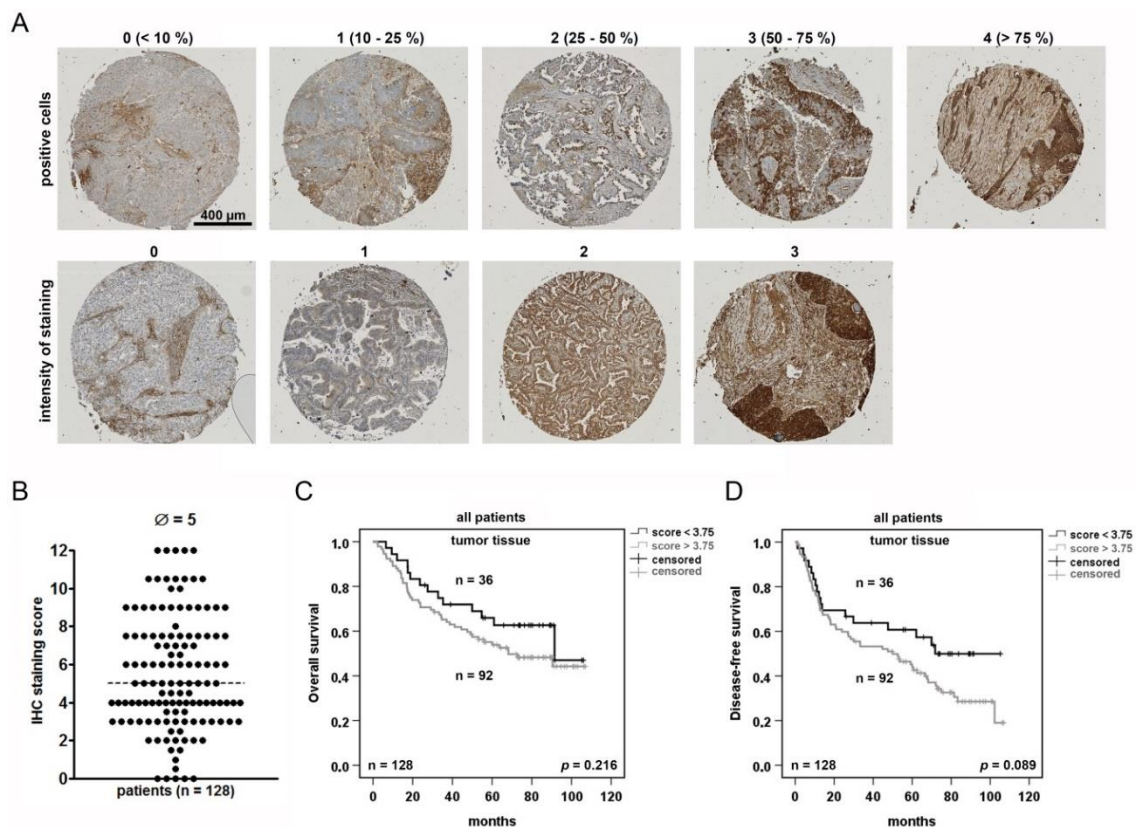 A
0 (< 10 %) 1 (10 - 25 %) 2 (25 - 50 %) 3 (50 - 75 %) 4 (> 75 %)
positive cells
400 µm
0 1 2 3
intensity of staining
B
∅ = 5
IHC staining score
12
10
8
6
4
2
0
patients (n = 128)
C
all patients
tumor tissue
score < 3.75
score > 3.75
censored
censored
Overall survival
1,0
0,8
0,6
0,4
0,2
0.0
n = 36
n = 92
n = 128 p = 0.216
0 20 40 60 80 100 120
months
D
all patients
tumor tissue
score < 3.75
score > 3.75
censored
censored
Disease-free survival
1,0
0,8
0,6
0,4
0,2
0,0
n = 36
n = 92
n = 128 p = 0.089
0 20 40 60 80 100 120
months